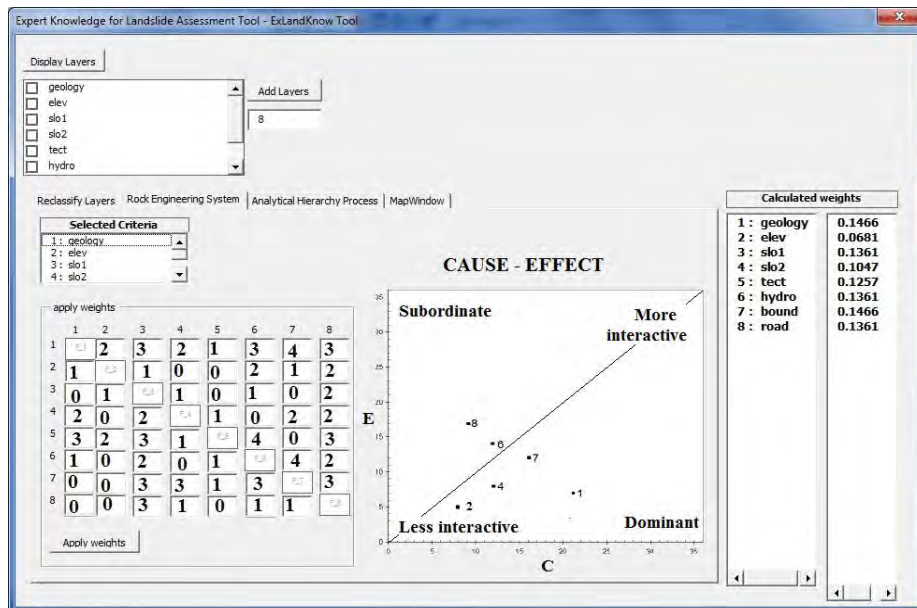 Expert Knowledge for Landslide Assessment Tool - ExLandKnow Tool
Display Layers
geology
elev
slo1
slo2
tect
hydro
Add Layers
8
Reclassify Layers Rock Engineering System Analytical Hierarchy Process MapWindow
Selected Criteria
1 : geology
2 : elev
3 : slo1
4 : slo2
apply weights
1 2 3 4 5 6 7 8
1 2 3 2 1 3 4 3
2 1 1 0 0 2 1 2
3 0 1 1 0 1 0 2
4 2 0 2 1 0 2 2
5 3 2 3 1 4 0 3
6 1 0 2 0 1 4 2
7 0 0 3 3 1 3 3
8 0 0 3 1 0 1 1
Apply weights
CAUSE - EFFECT
Subordinate
More
interactive
Less interactive
Dominant
E
C
35
30
25
20
15
10
5
0
8
6
7
4
1
2
0 5 10 15 20 25 34 35
Calculated weights
1 : geology 0.1466
2 : elev 0.0681
3 : slo1 0.1361
4 : slo2 0.1047
5 : tect 0.1257
6 : hydro 0.1361
7 : bound 0.1466
8 : road 0.1361